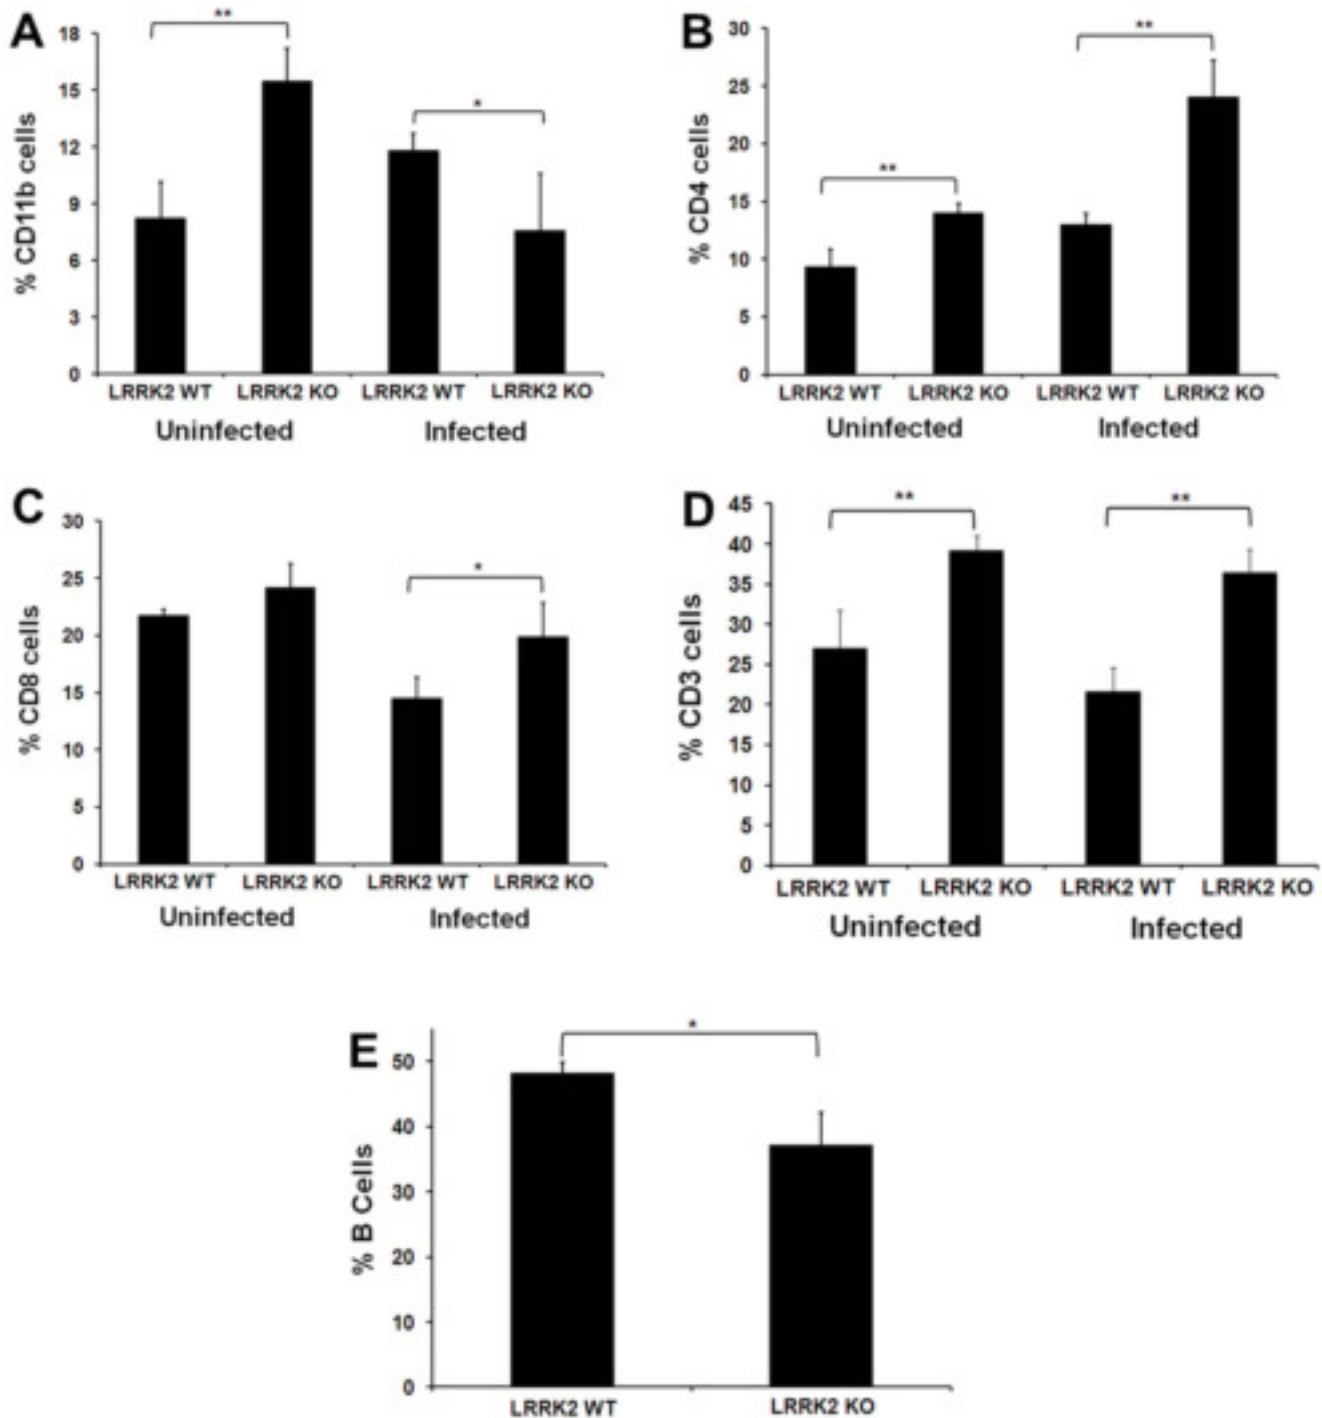 A
**
*
% CD11b cells
18
15
12
9
6
3
0
LRRK2 WT LRRK2 KO LRRK2 WT LRRK2 KO
Uninfected Infected
B
**
**
% CD4 cells
30
25
20
15
10
5
0
LRRK2 WT LRRK2 KO LRRK2 WT LRRK2 KO
Uninfected Infected
C
*
% CD8 cells
30
25
20
15
10
5
0
LRRK2 WT LRRK2 KO LRRK2 WT LRRK2 KO
Uninfected Infected
D
** **
% CD3 cells
45
40
35
30
25
20
15
10
5
0
LRRK2 WT LRRK2 KO LRRK2 WT LRRK2 KO
Uninfected Infected
E
*
% B Cells
50
40
30
20
10
0
LRRK2 WT LRRK2 KO